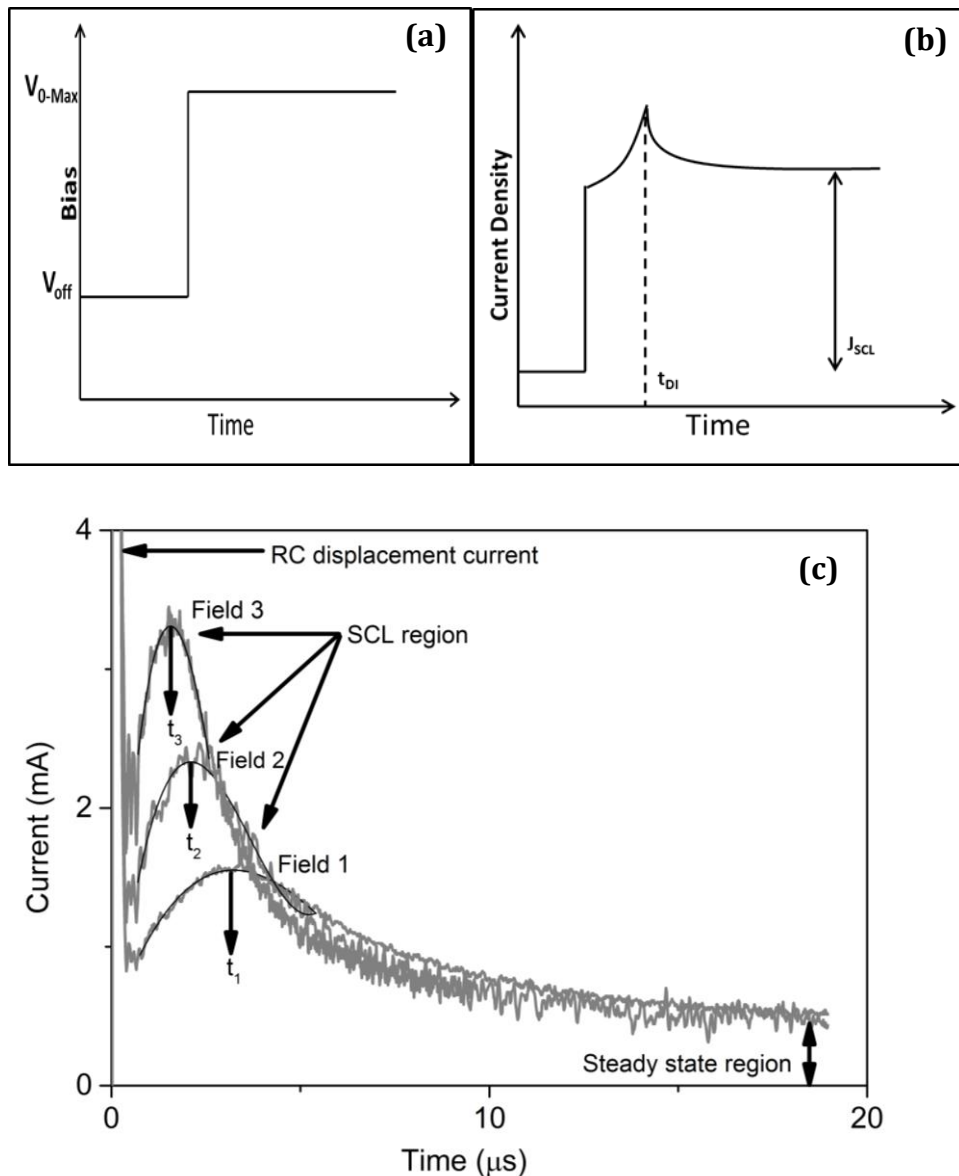 (a)
V0-Max
Bias
Voff
Time
(b)
Current Density
JSCL
tDI
Time
(c)
4
RC displacement current
Field 3
SCL region
t3
Field 2
2
t2
Field 1
t1
Current (mA)
Steady state region
0
0
10
20
Time (μs)